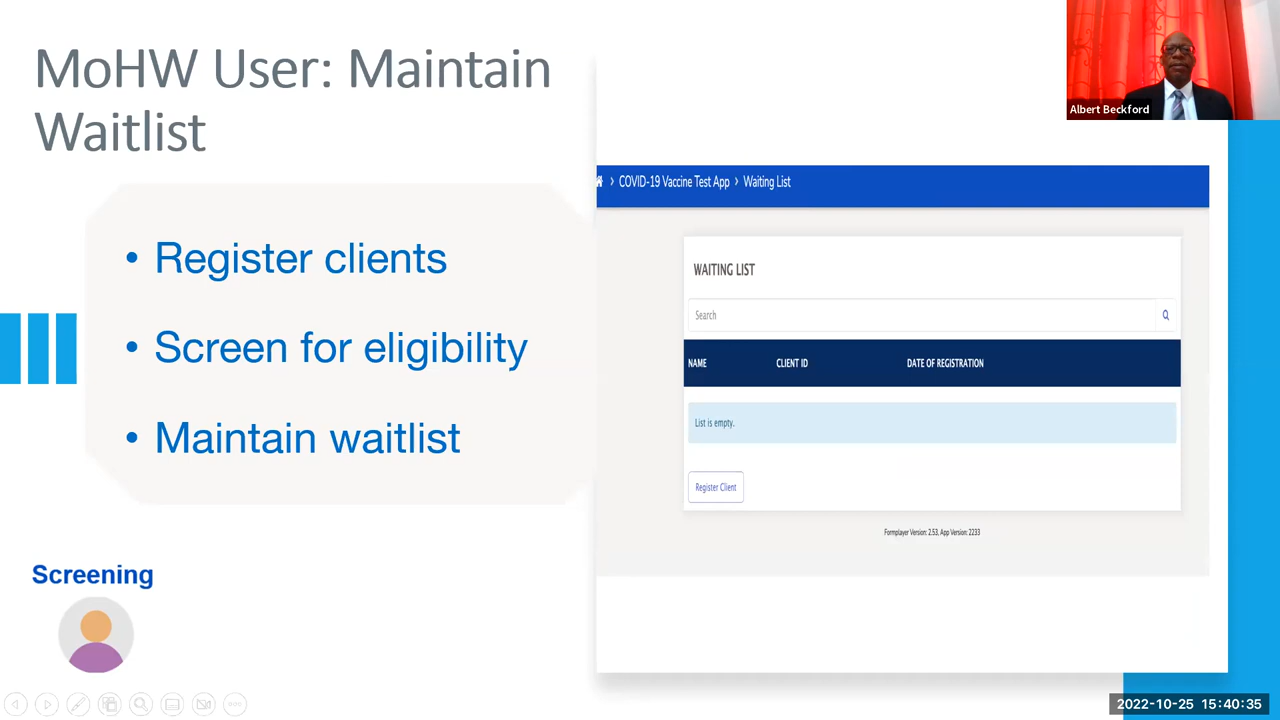 MoHW User: Maintain
Waitlist
• Register clients
• Screen for eligibility
• Maintain waitlist
Screening
Albert Beckford
› COVID-19 Vaccine Test App › Waiting List
WAITING LIST
Search
NAME CLIENT ID DATE OF REGISTRATION
List is empty.
Register Client
Formplayer Version: 2.53, App Version: 2233
2022-10-25 15:40:35